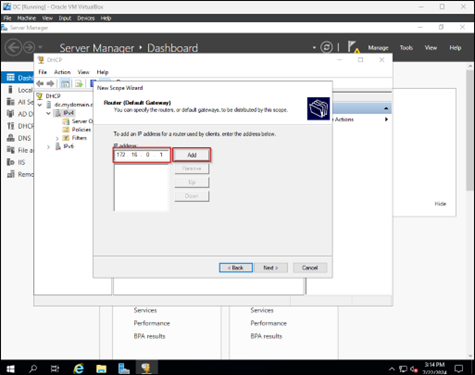 DC [Running] - Oracle VM VirtualBox
File Machine View Input Devices Help
Server Manager
Server Manager • Dashboard
Manage Tools View Help
DHCP
File Action View Help
DHCP
dc.mydomain.
IPv4
Server O
Policies
Filters
IPv6
Dashb
Local
All Se
AD D
DHCP
DNS
File a
IIS
Remo
New Scope Wizard
Router (Default Gateway)
You can specify the routers, or default gateways, to be distributed by this scope.
To add an IP address for a router used by clients, enter the address below.
IP address:
172 16 0 1
Add
Remove
Up
Down
< Back Next > Cancel
Actions
Hide
Services
Performance
BPA results
Services
Performance
BPA results
3:14 PM
7/22/2024